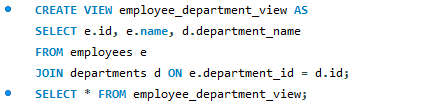 CREATE VIEW employee_department_view AS
SELECT e.id, e.name, d.department_name
FROM employees e
JOIN departments d ON e.department_id = d.id;
SELECT * FROM employee_department_view;